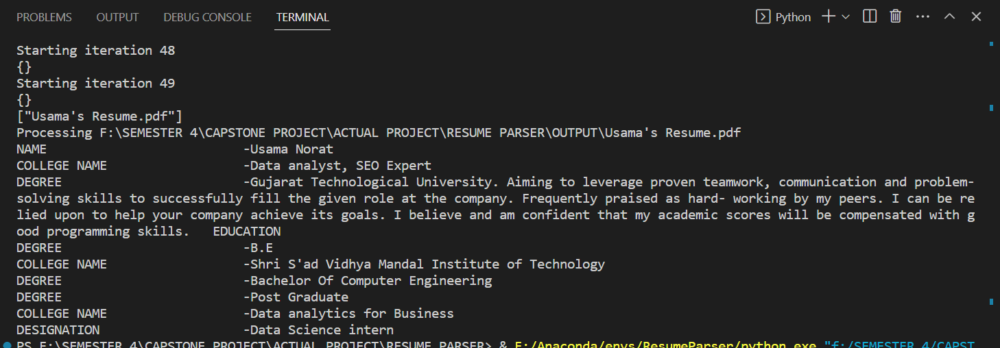 PROBLEMS OUTPUT DEBUG CONSOLE TERMINAL Python
Starting iteration 48
{}
Starting iteration 49
{}
["Usama's Resume.pdf"]
Processing F:\SEMESTER 4\CAPSTONE PROJECT\ACTUAL PROJECT\RESUME PARSER\OUTPUT\Usama's Resume.pdf
NAME -Usama Norat
COLLEGE NAME -Data analyst, SEO Expert
DEGREE -Gujarat Technological University. Aiming to leverage proven teamwork, communication and problem-
solving skills to successfully fill the given role at the company. Frequently praised as hard- working by my peers. I can be re
lied upon to help your company achieve its goals. I believe and am confident that my academic scores will be compensated with g
ood programming skills. EDUCATION
DEGREE -B.E
COLLEGE NAME -Shri S'ad Vidhya Mandal Institute of Technology
DEGREE -Bachelor Of Computer Engineering
DEGREE -Post Graduate
COLLEGE NAME -Data analytics for Business
DESIGNATION -Data Science intern
PS F:\SEMESTER 4\CAPSTONE PROJECT\ACTUAL PROJECT\RESUME PARSER> & F:/Anaconda/envs/ResumeParser/python.exe "f:/SEMESTER 4/CAPST